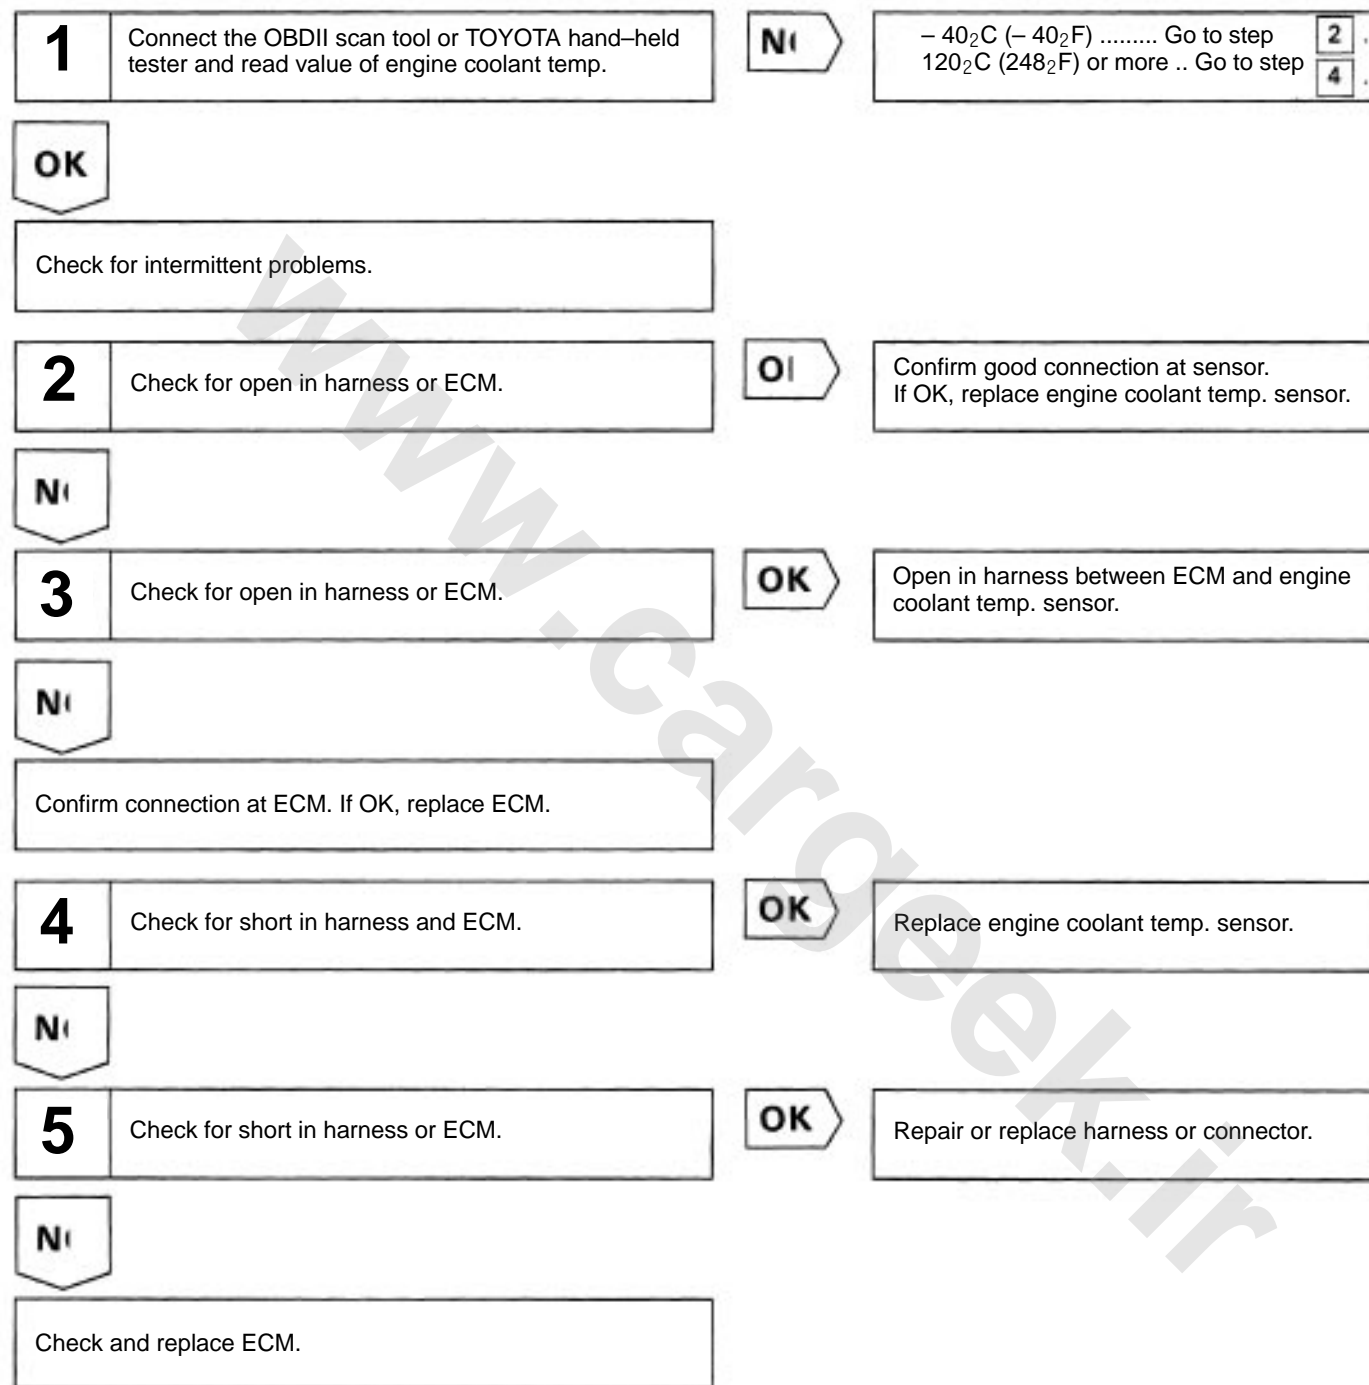 1
Connect the OBDII scan tool or TOYOTA hand–held
tester and read value of engine coolant temp.
– 40₂C (– 40₂F) ......... Go to step 2 .
120₂C (248₂F) or more .. Go to step 4 .
OK
Check for intermittent problems.
2
Check for open in harness or ECM.
Confirm good connection at sensor.
If OK, replace engine coolant temp. sensor.
3
Check for open in harness or ECM.
OK
Open in harness between ECM and engine
coolant temp. sensor.
Confirm connection at ECM. If OK, replace ECM.
4
Check for short in harness and ECM.
OK
Replace engine coolant temp. sensor.
5
Check for short in harness or ECM.
OK
Repair or replace harness or connector.
Check and replace ECM.
www.cargeek.ir